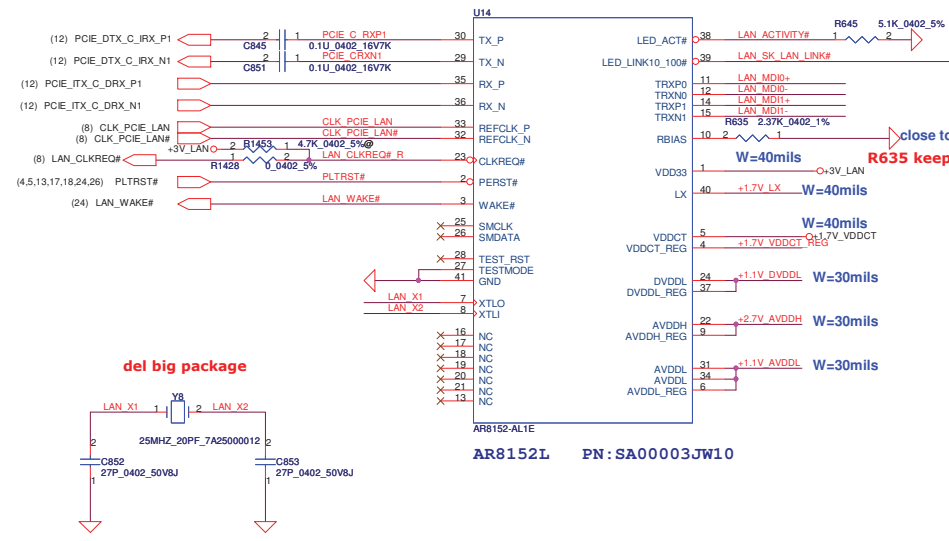 U14
(12) PCIE_DTX_C_IRX_P1 2 1 PCIE_C_RXP1 30 TX_P
C845 0.1U_0402_16V7K
(12) PCIE_DTX_C_IRX_N1 2 1 PCIE_CRXN1 29 TX_N
C851 0.1U_0402_16V7K
(12) PCIE_ITX_C_DRX_P1 35 RX_P
(12) PCIE_ITX_C_DRX_N1 36 RX_N
(8) CLK_PCIE_LAN CLK_PCIE_LAN 33 REFCLK_P
(8) CLK_PCIE_LAN# CLK_PCIE_LAN# 32 REFCLK_N
+3V_LAN 2 R1453 1 4.7K_0402_5%@
(8) LAN_CLKREQ# 1 2 LAN_CLKREQ#_R 23 CLKREQ#
R1428 0_0402_5%
(4,5,13,17,18,24,26) PLTRST# PLTRST# 2 PERST#
(24) LAN_WAKE# LAN_WAKE# 3 WAKE#
25 SMCLK
26 SMDATA
28 TEST_RST
27 TESTMODE
41 GND
LAN_X1 7 XTLO
LAN_X2 8 XTLI
16 NC
17 NC
18 NC
19 NC
20 NC
21 NC
13 NC
LED_ACT# 38 LAN_ACTIVITY# R645 1 2 5.1K_0402_5%
LED_LINK10_100# 39 LAN_SK_LAN_LINK#
TRXP0 11 LAN_MDI0+
TRXN0 12 LAN_MDI0-
TRXP1 14 LAN_MDI1+
TRXN1 15 LAN_MDI1-
R635 2.37K_0402_1%
RBIAS 10 2 1 close to
R635 keep
W=40mils
VDD33 1 +3V_LAN
LX 40 +1.7V_LX W=40mils
W=40mils
VDDCT 5 +1.7V_VDDCT
VDDCT_REG 4 +1.7V_VDDCT_REG
DVDDL 24 +1.1V_DVDDL W=30mils
DVDDL_REG 37
AVDDH 22 +2.7V_AVDDH W=30mils
AVDDH_REG 9
AVDDL 31 +1.1V_AVDDL W=30mils
AVDDL 34
AVDDL_REG 6
AR8152-AL1E
AR8152L PN:SA00003JW10
del big package
Y8
LAN_X1 1 2 LAN_X2
25MHZ_20PF_7A25000012
2 2
C852 C853
27P_0402_50V8J 27P_0402_50V8J
1 1